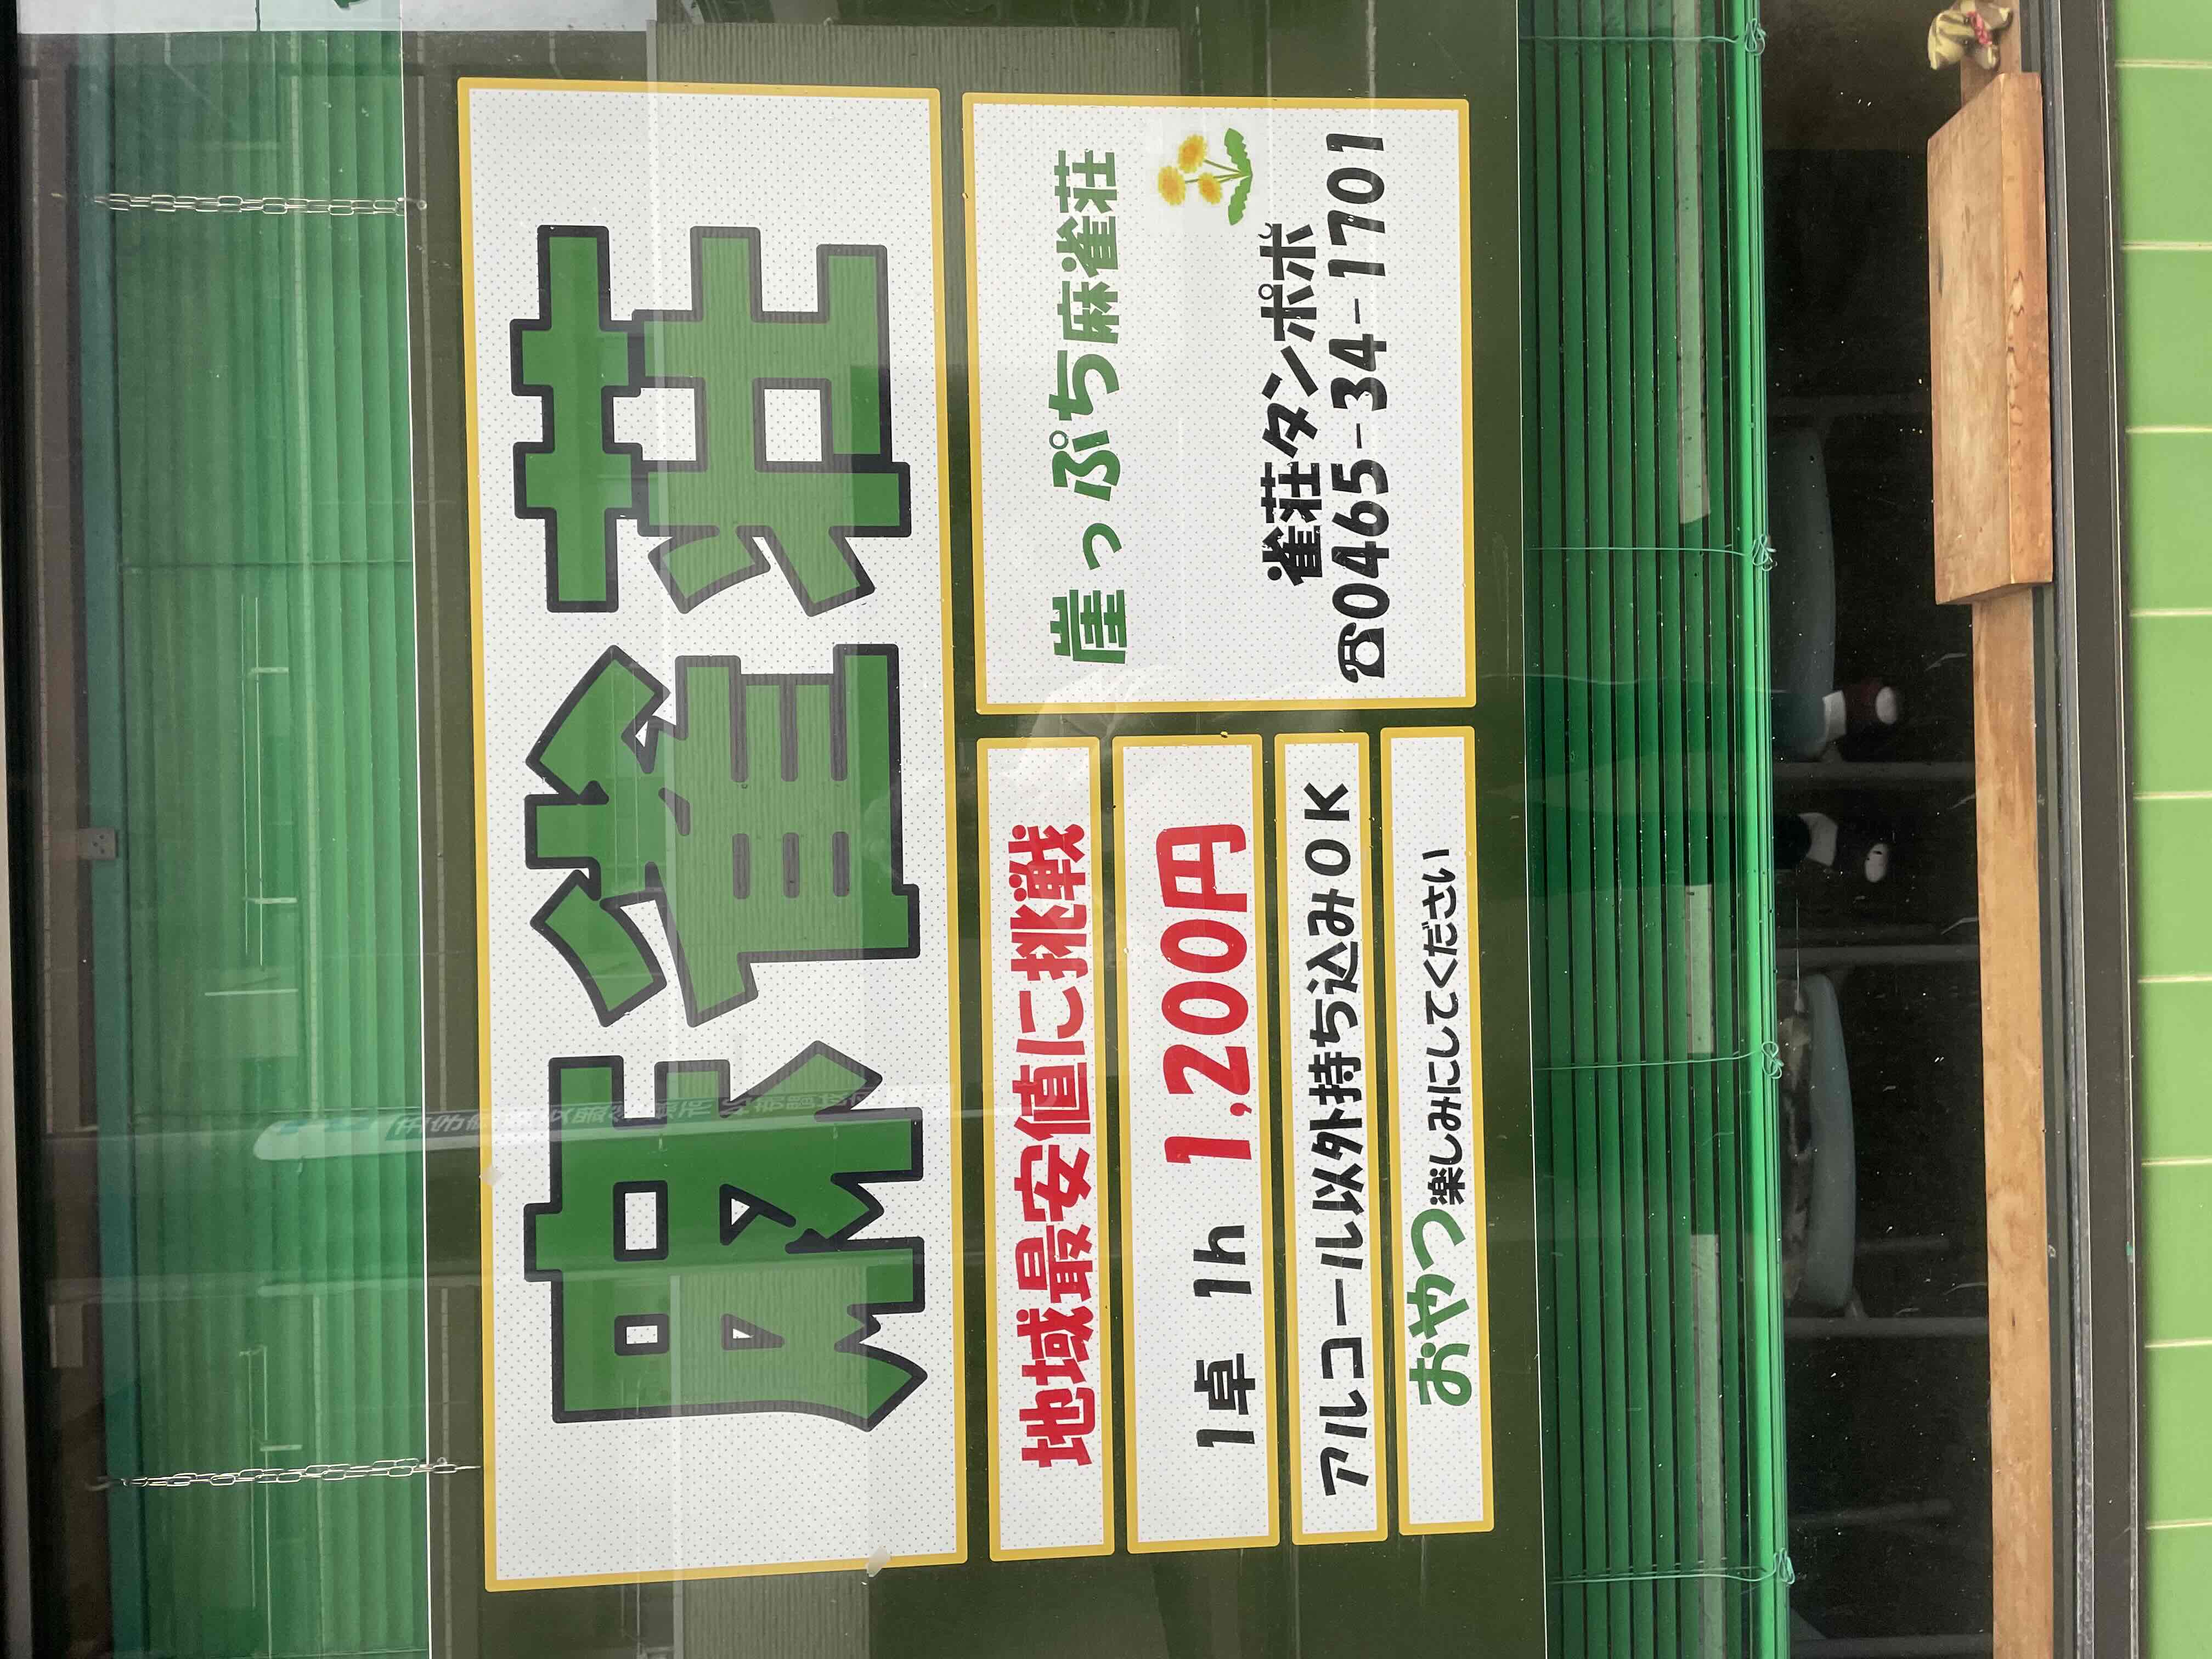 麻雀荘
地域最安値に挑戦
1卓 1h 1,200円
アルコール以外持ち込みOK
おやつ楽しみにしてください
崖っぷち麻雀荘
雀荘タンポポ
☎0465-34-1701